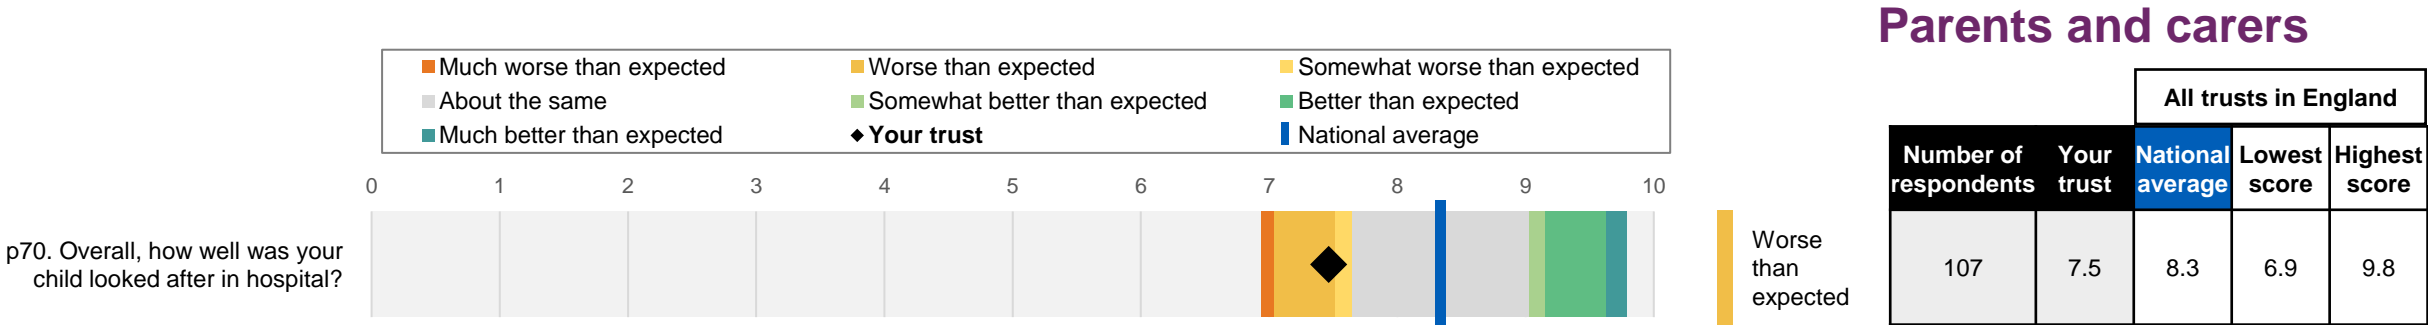 Parents and carers
Much worse than expected
Worse than expected
Somewhat worse than expected
About the same
Somewhat better than expected
Better than expected
Much better than expected
Your trust
National average
All trusts in England
Number of respondents
Your trust
National average
Lowest score
Highest score
0 1 2 3 4 5 6 7 8 9 10
p70. Overall, how well was your
child looked after in hospital?
Worse
than
expected
107 7.5 8.3 6.9 9.8